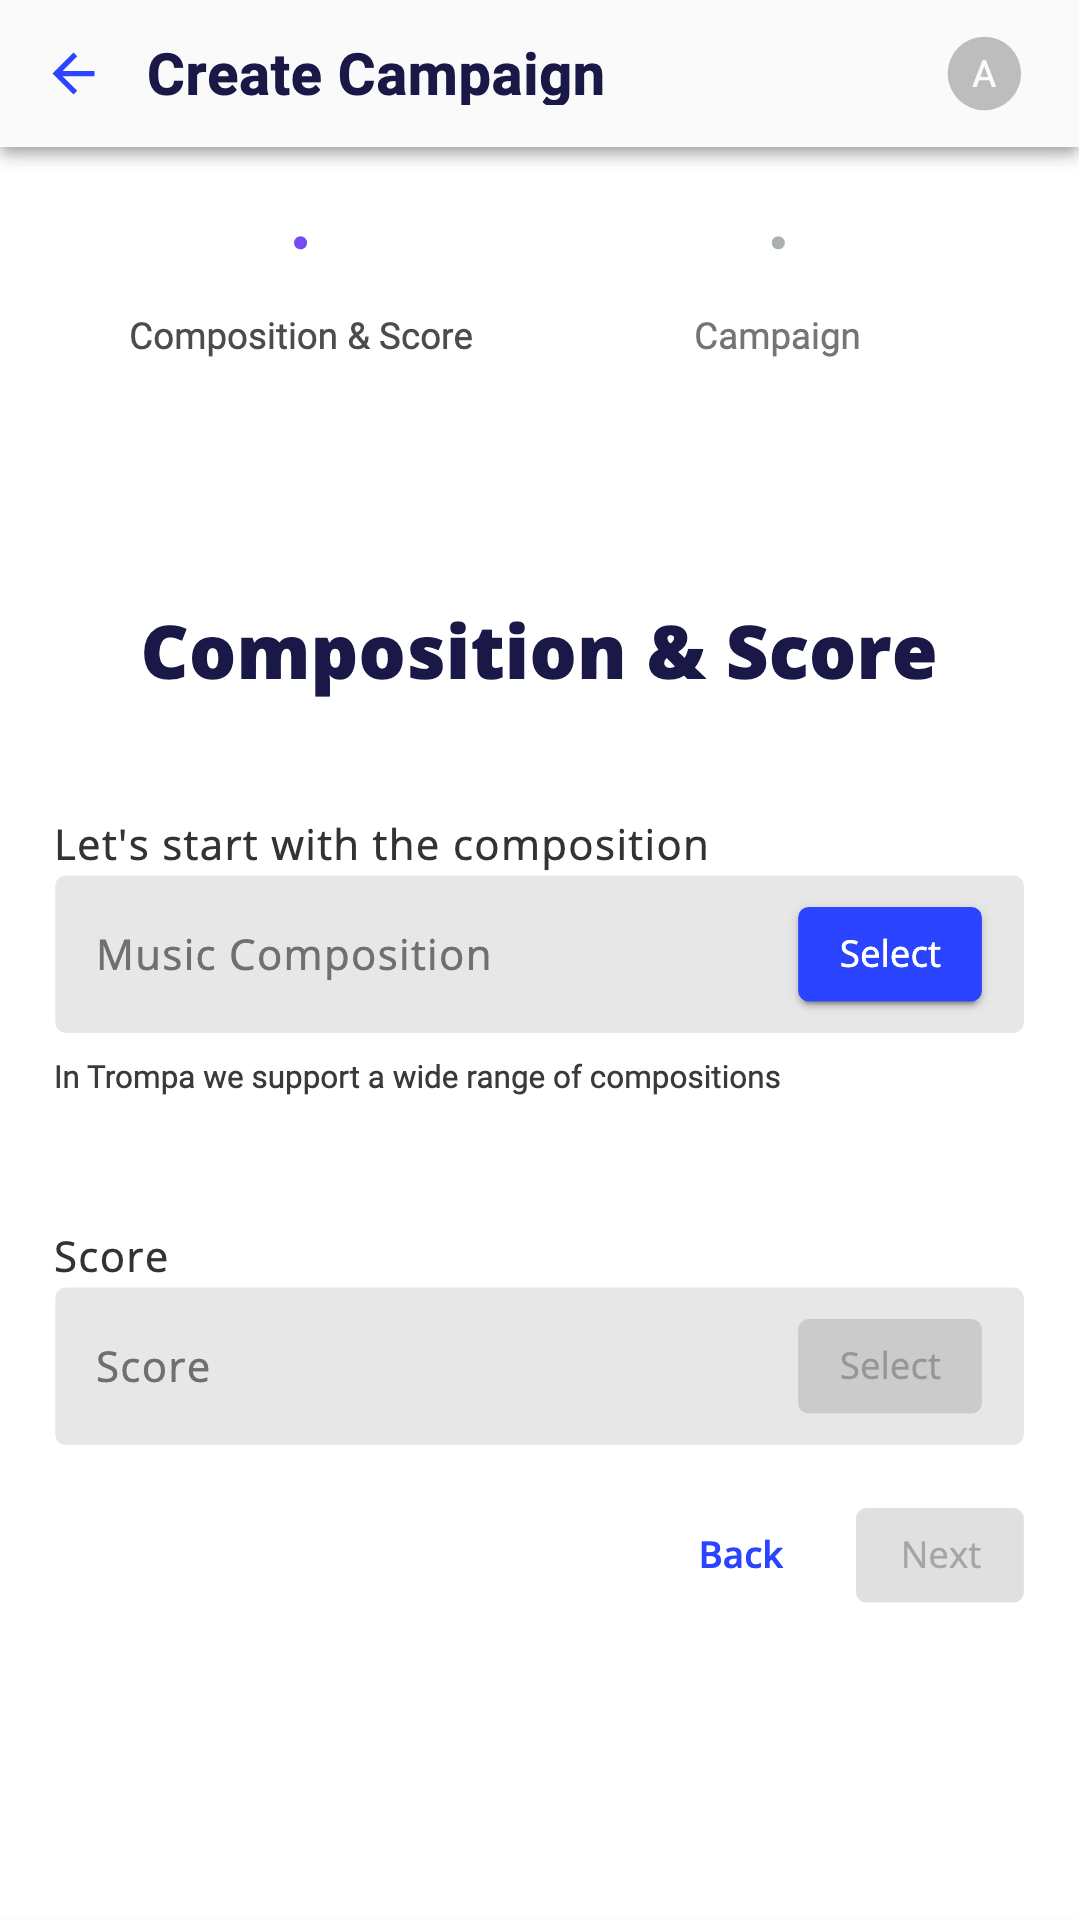 Create Campaign
A
Composition & Score
Campaign
Composition & Score
Let's start with the composition
Music Composition
Select
In Trompa we support a wide range of compositions
Score
Score
Select
Back
Next